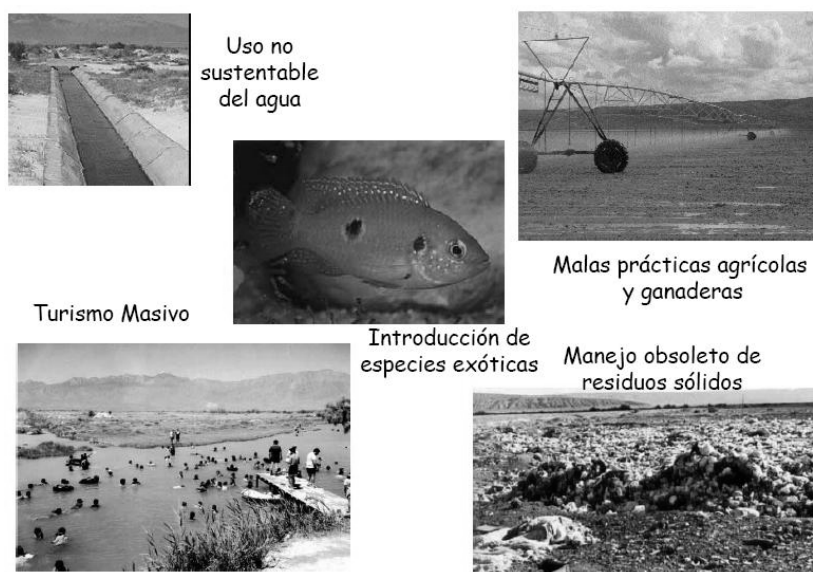 Uso no
sustentable
del agua
Malas prácticas agrícolas
y ganaderas
Turismo Masivo
Introducción de
especies exóticas
Manejo obsoleto de
residuos sólidos